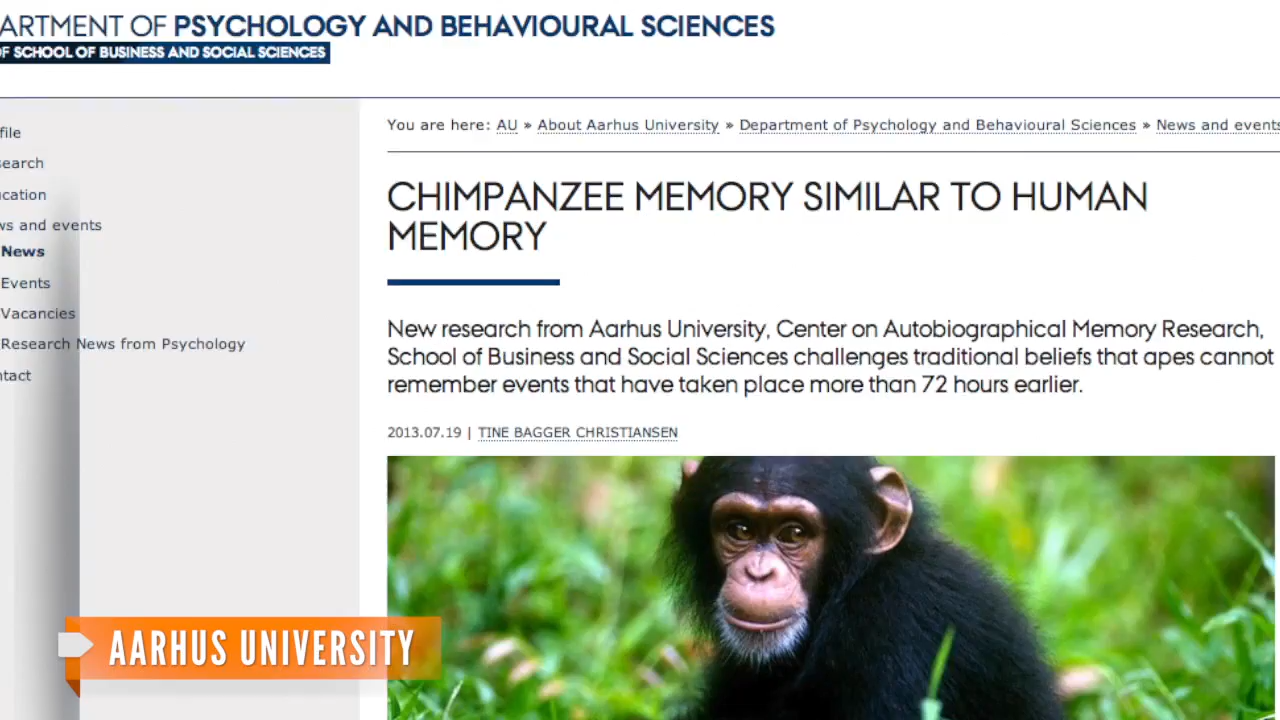 ARTMENT OF PSYCHOLOGY AND BEHAVIOURAL SCIENCES
OF SCHOOL OF BUSINESS AND SOCIAL SCIENCES
file
search
ucation
ws and events
News
Events
Vacancies
Research News from Psychology
ntact
You are here: AU » About Aarhus University » Department of Psychology and Behavioural Sciences » News and events
CHIMPANZEE MEMORY SIMILAR TO HUMAN
MEMORY
New research from Aarhus University, Center on Autobiographical Memory Research,
School of Business and Social Sciences challenges traditional beliefs that apes cannot
remember events that have taken place more than 72 hours earlier.
2013.07.19 | TINE BAGGER CHRISTIANSEN
AARHUS UNIVERSITY